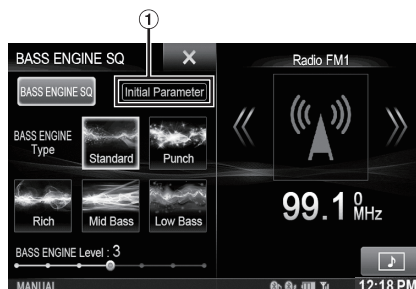 1
BASS ENGINE SQ
×
Radio FM1
BASS ENGINE SQ
Initial Parameter
BASS ENGINE
Type
Standard
Punch
Rich
Mid Bass
Low Bass
99.1 0 MHz
BASS ENGINE Level : 3
MANUAL
12:18 PM